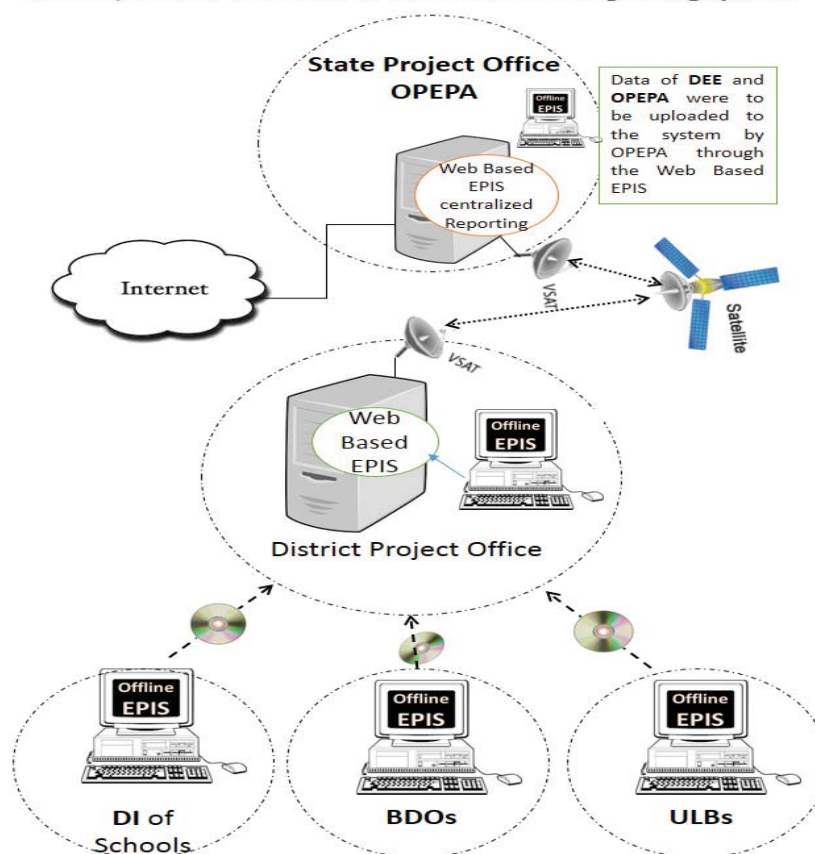 State Project Office
OPEPA
Offline
EPIS
Data of DEE and
OPEPA were to
be uploaded to
the system by
OPEPA through
the Web Based
EPIS
Web Based
EPIS
centralized
Reporting
Internet
VSAT
Satellite
VSAT
Web
Based
EPIS
Offline
EPIS
District Project Office
Offline
EPIS
DI of
Schools
Offline
EPIS
BDOs
Offline
EPIS
ULBs